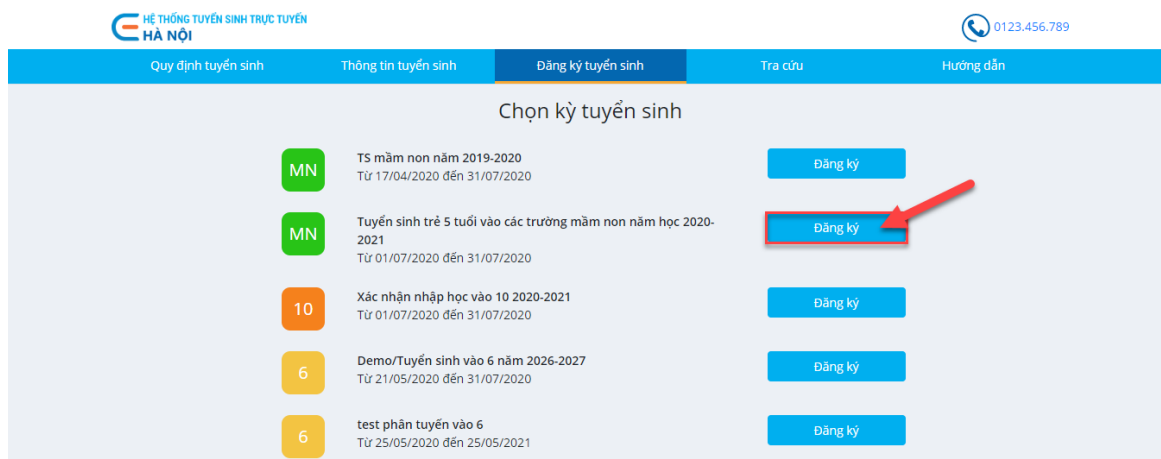 HỆ THỐNG TUYỂN SINH TRỰC TUYẾN
HÀ NỘI
0123.456.789
Quy định tuyển sinh
Thông tin tuyển sinh
Đăng ký tuyển sinh
Tra cứu
Hướng dẫn
Chọn kỳ tuyển sinh
MN
TS mầm non năm 2019-2020
Từ 17/04/2020 đến 31/07/2020
Đăng ký
MN
Tuyển sinh trẻ 5 tuổi vào các trường mầm non năm học 2020-
2021
Từ 01/07/2020 đến 31/07/2020
Đăng ký
10
Xác nhận nhập học vào 10 2020-2021
Từ 01/07/2020 đến 31/07/2020
Đăng ký
6
Demo/Tuyển sinh vào 6 năm 2026-2027
Từ 21/05/2020 đến 31/07/2020
Đăng ký
6
test phân tuyến vào 6
Từ 25/05/2020 đến 25/05/2021
Đăng ký